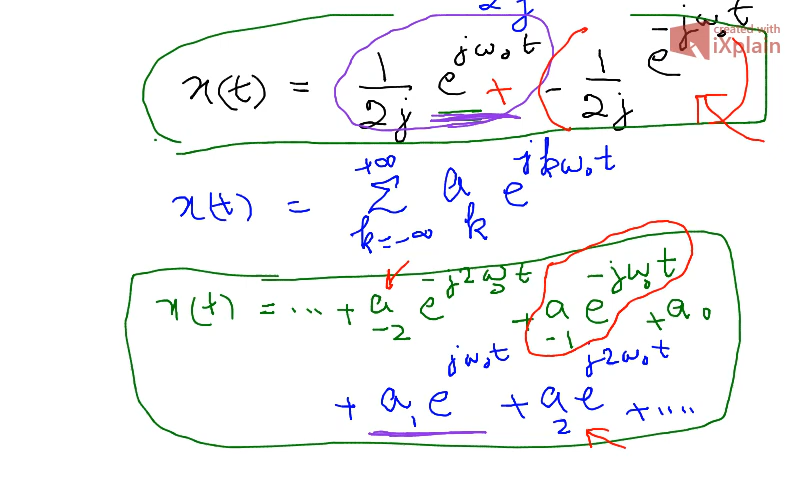 2j
created with
iXplain
x(t) = 1/2j e^{jω₀t} + (- 1/2j e^{-jω₀t})
x(t) = Σ_{k=-∞}^{+∞} a_k e^{jkω₀t}
x(t) = ... + a_{-2} e^{-j2ω₀t} + a_{-1} e^{-jω₀t} + a₀
+ a₁ e^{jω₀t} + a₂ e^{j2ω₀t} + ....